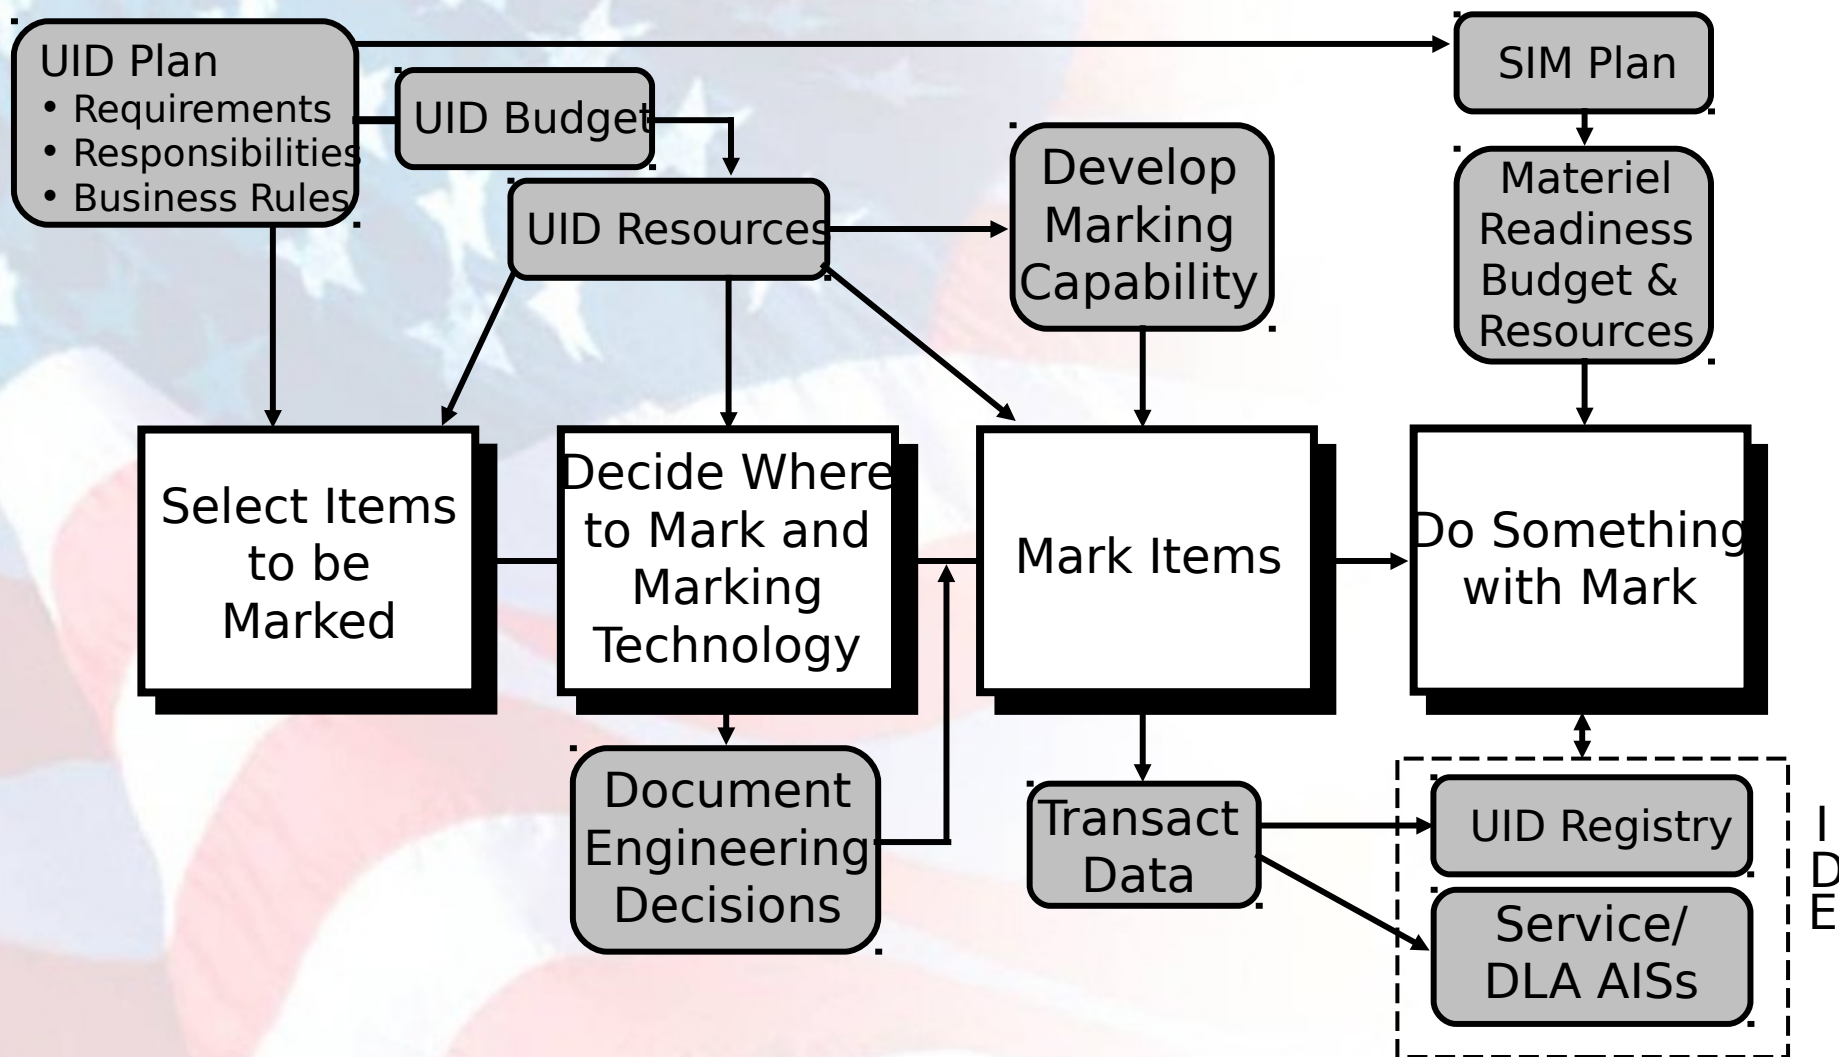 UID Plan
• Requirements
• Responsibilities
• Business Rules
UID Budget
UID Resources
Develop
Marking
Capability
SIM Plan
Materiel
Readiness
Budget &
Resources
Select Items
to be
Marked
Decide Where
to Mark and
Marking
Technology
Mark Items
Do Something
with Mark
Document
Engineering
Decisions
Transact
Data
UID Registry
Service/
DLA AISs
I
D
E